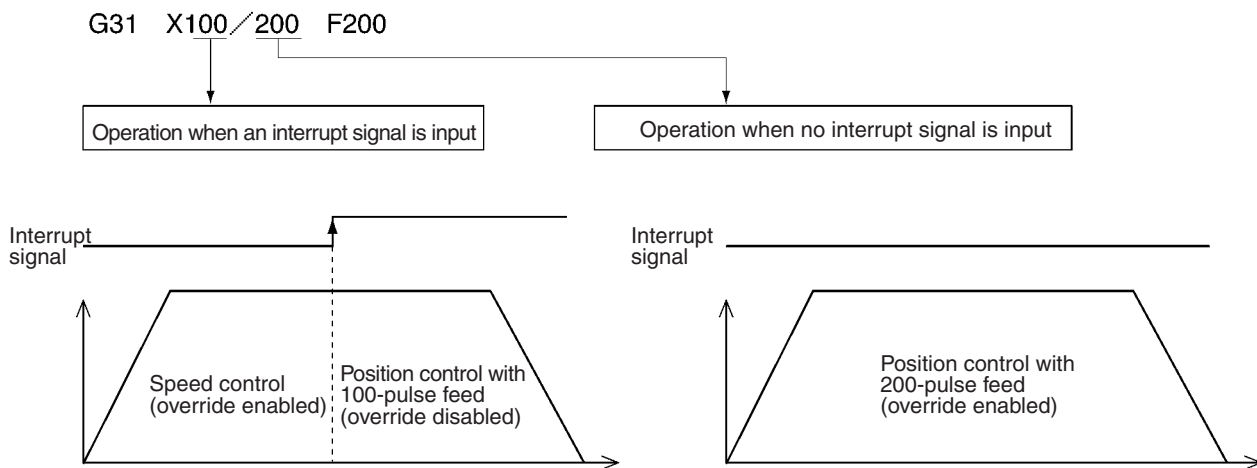 G31 X100/200 F200
Operation when an interrupt signal is input
Operation when no interrupt signal is input
Interrupt
signal
Speed control
(override enabled)
Position control with
100-pulse feed
(override disabled)
Interrupt
signal
Position control with
200-pulse feed
(override enabled)